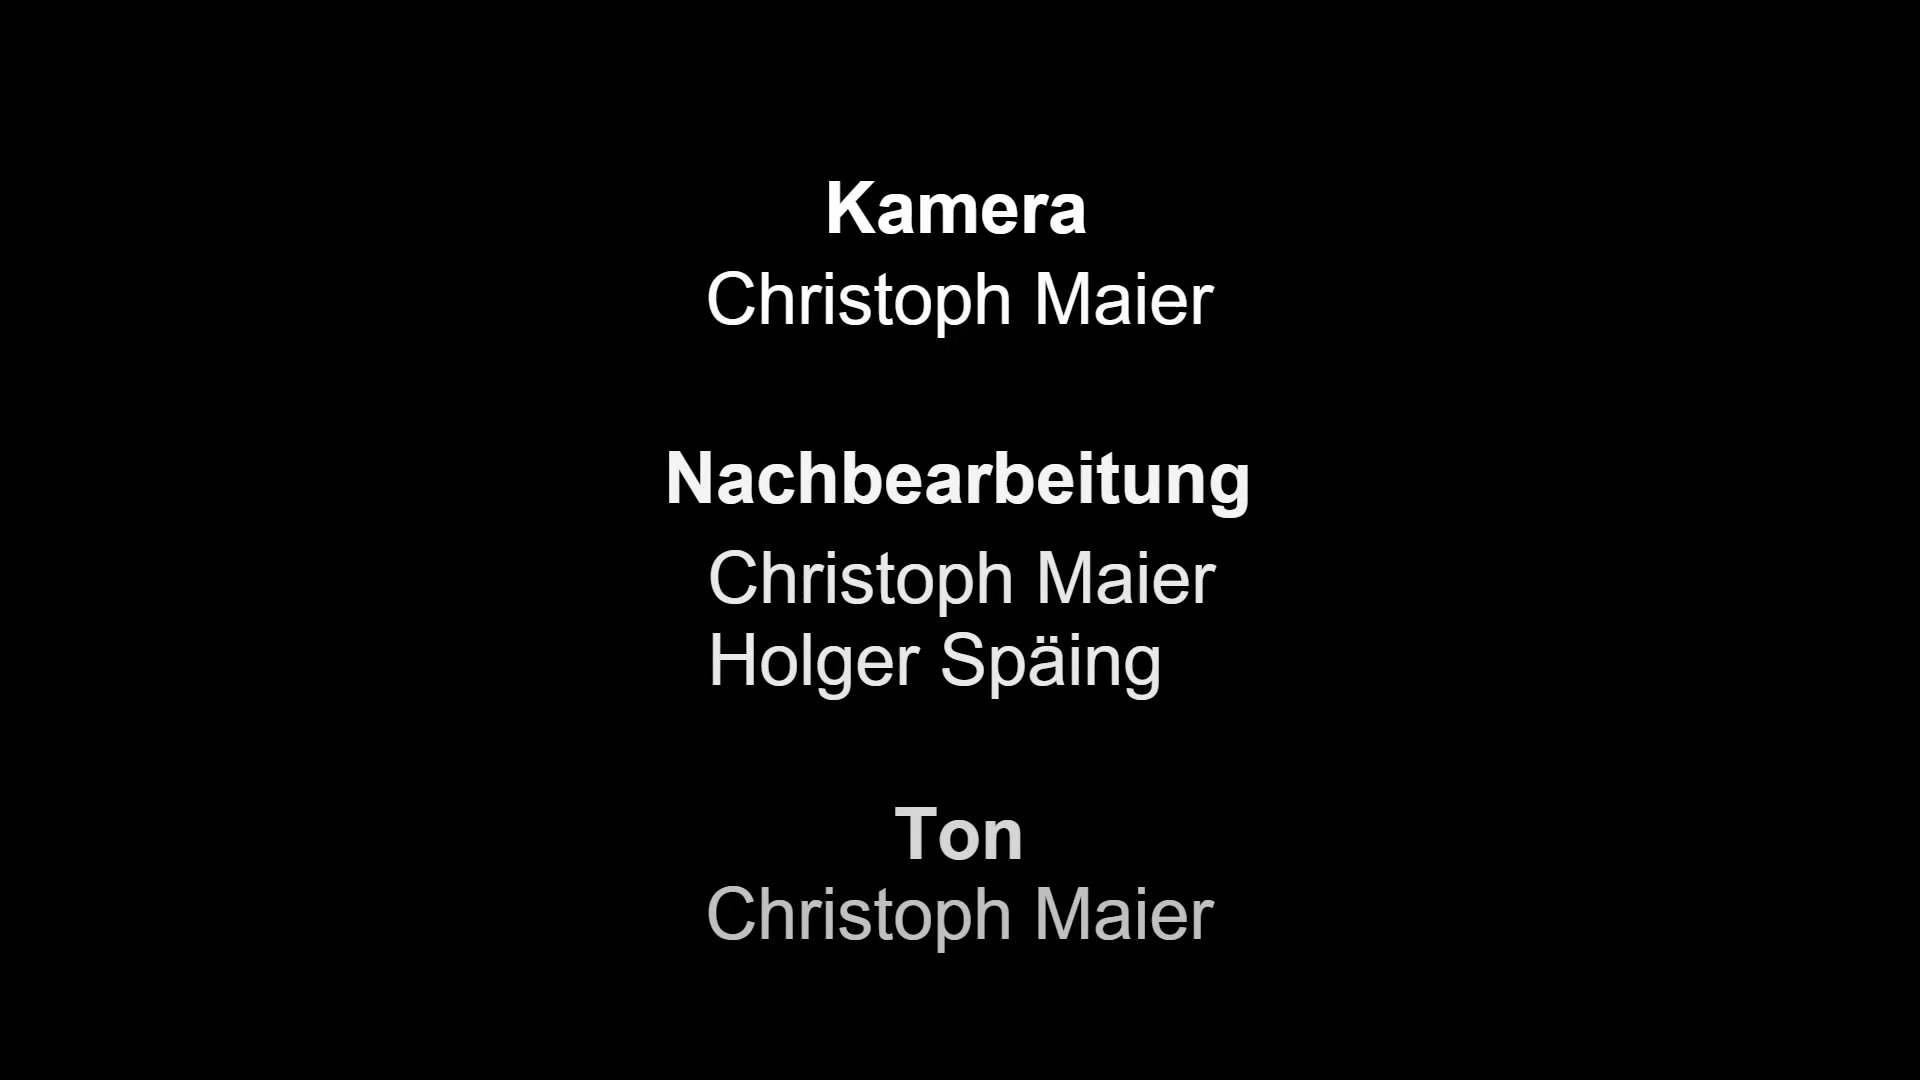 Kamera
Christoph Maier
Nachbearbeitung
Christoph Maier
Holger Späing
Ton
Christoph Maier